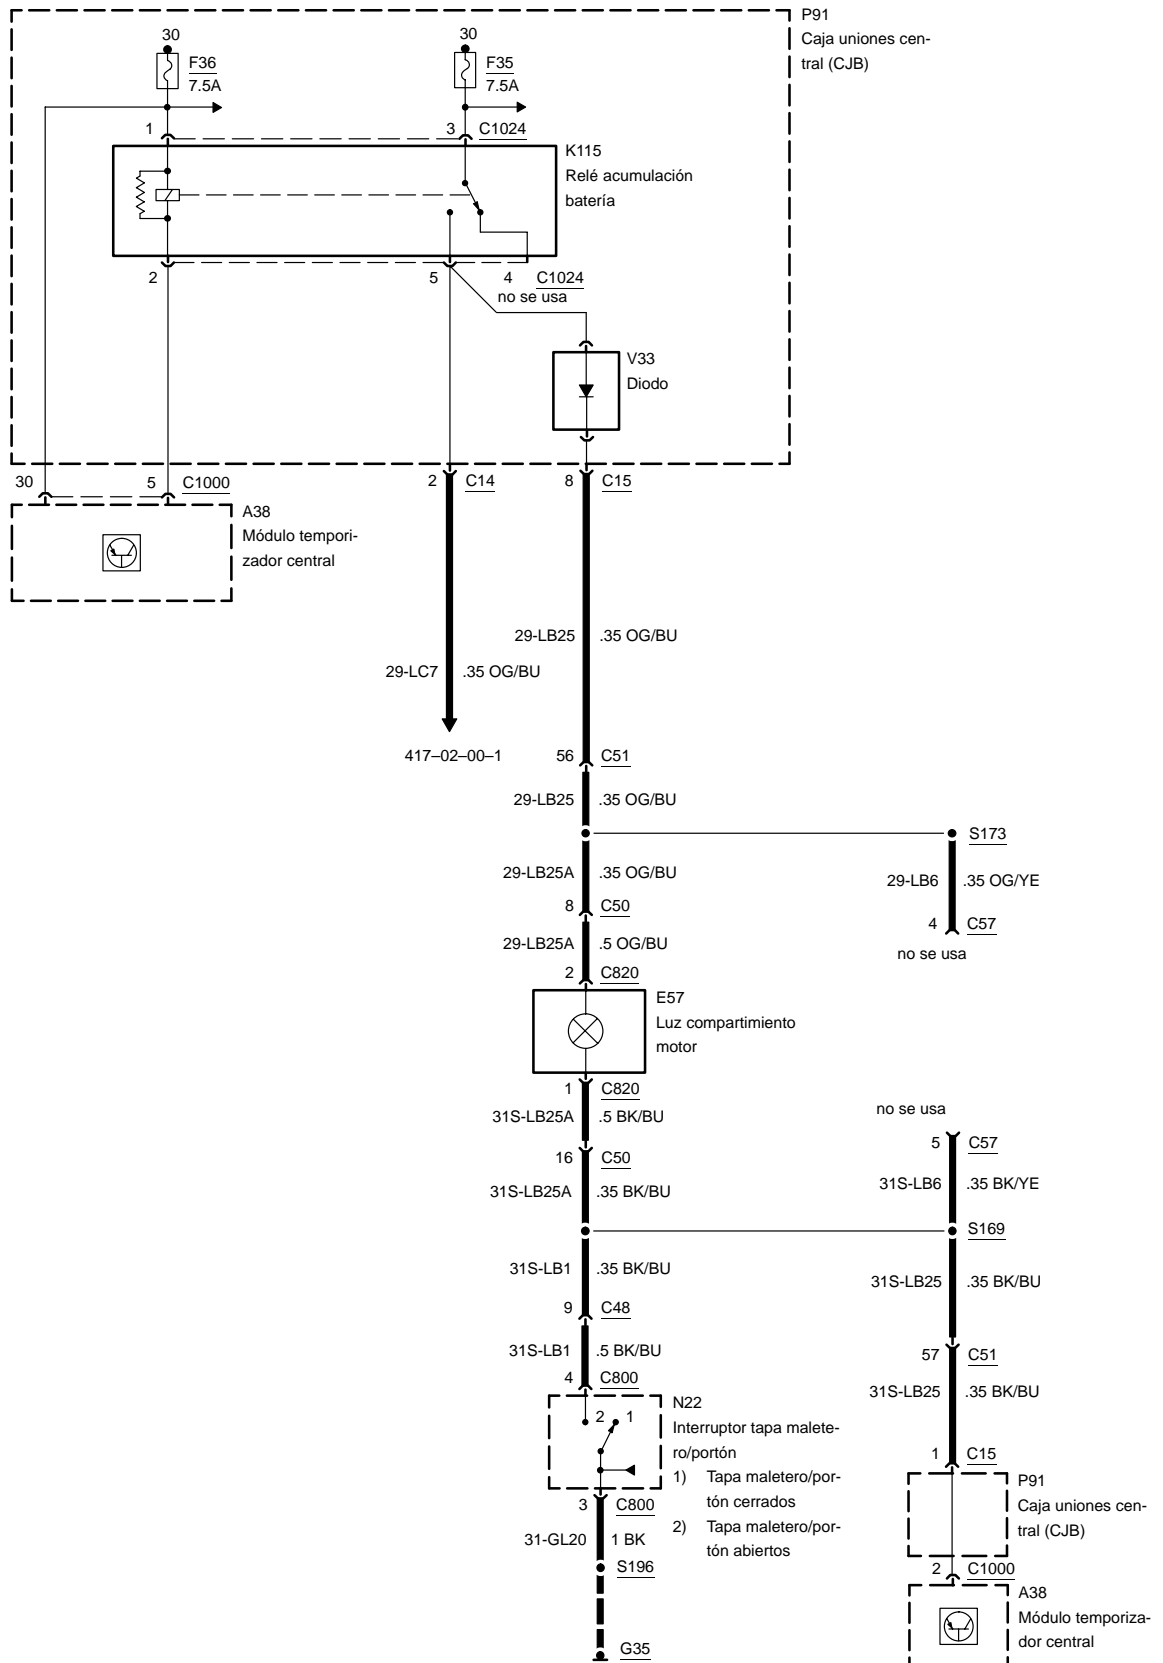 P91
Caja uniones cen-
tral (CJB)
30
30
F36
7.5A
F35
7.5A
1
3
C1024
K115
Relé acumulación
batería
2
5
4
C1024
no se usa
V33
Diodo
30
5
C1000
2
C14
8
C15
A38
Módulo tempori-
zador central
29-LB25
.35 OG/BU
29-LC7
.35 OG/BU
417–02–00–1
56
C51
29-LB25
.35 OG/BU
S173
29-LB25A
.35 OG/BU
29-LB6
.35 OG/YE
8
C50
4
C57
29-LB25A
.5 OG/BU
no se usa
2
C820
E57
Luz compartimiento
motor
1
C820
31S-LB25A
.5 BK/BU
no se usa
5
C57
16
C50
31S-LB25A
.35 BK/BU
31S-LB6
.35 BK/YE
S169
31S-LB1
.35 BK/BU
31S-LB25
.35 BK/BU
9
C48
31S-LB1
.5 BK/BU
57
C51
4
C800
31S-LB25
.35 BK/BU
N22
2
1
Interruptor tapa malete-
ro/portón
1) Tapa maletero/por-
tón cerrados
2) Tapa maletero/por-
tón abiertos
1
C15
P91
Caja uniones cen-
tral (CJB)
3
C800
31-GL20
1 BK
S196
2
C1000
A38
Módulo temporiza-
dor central
G35